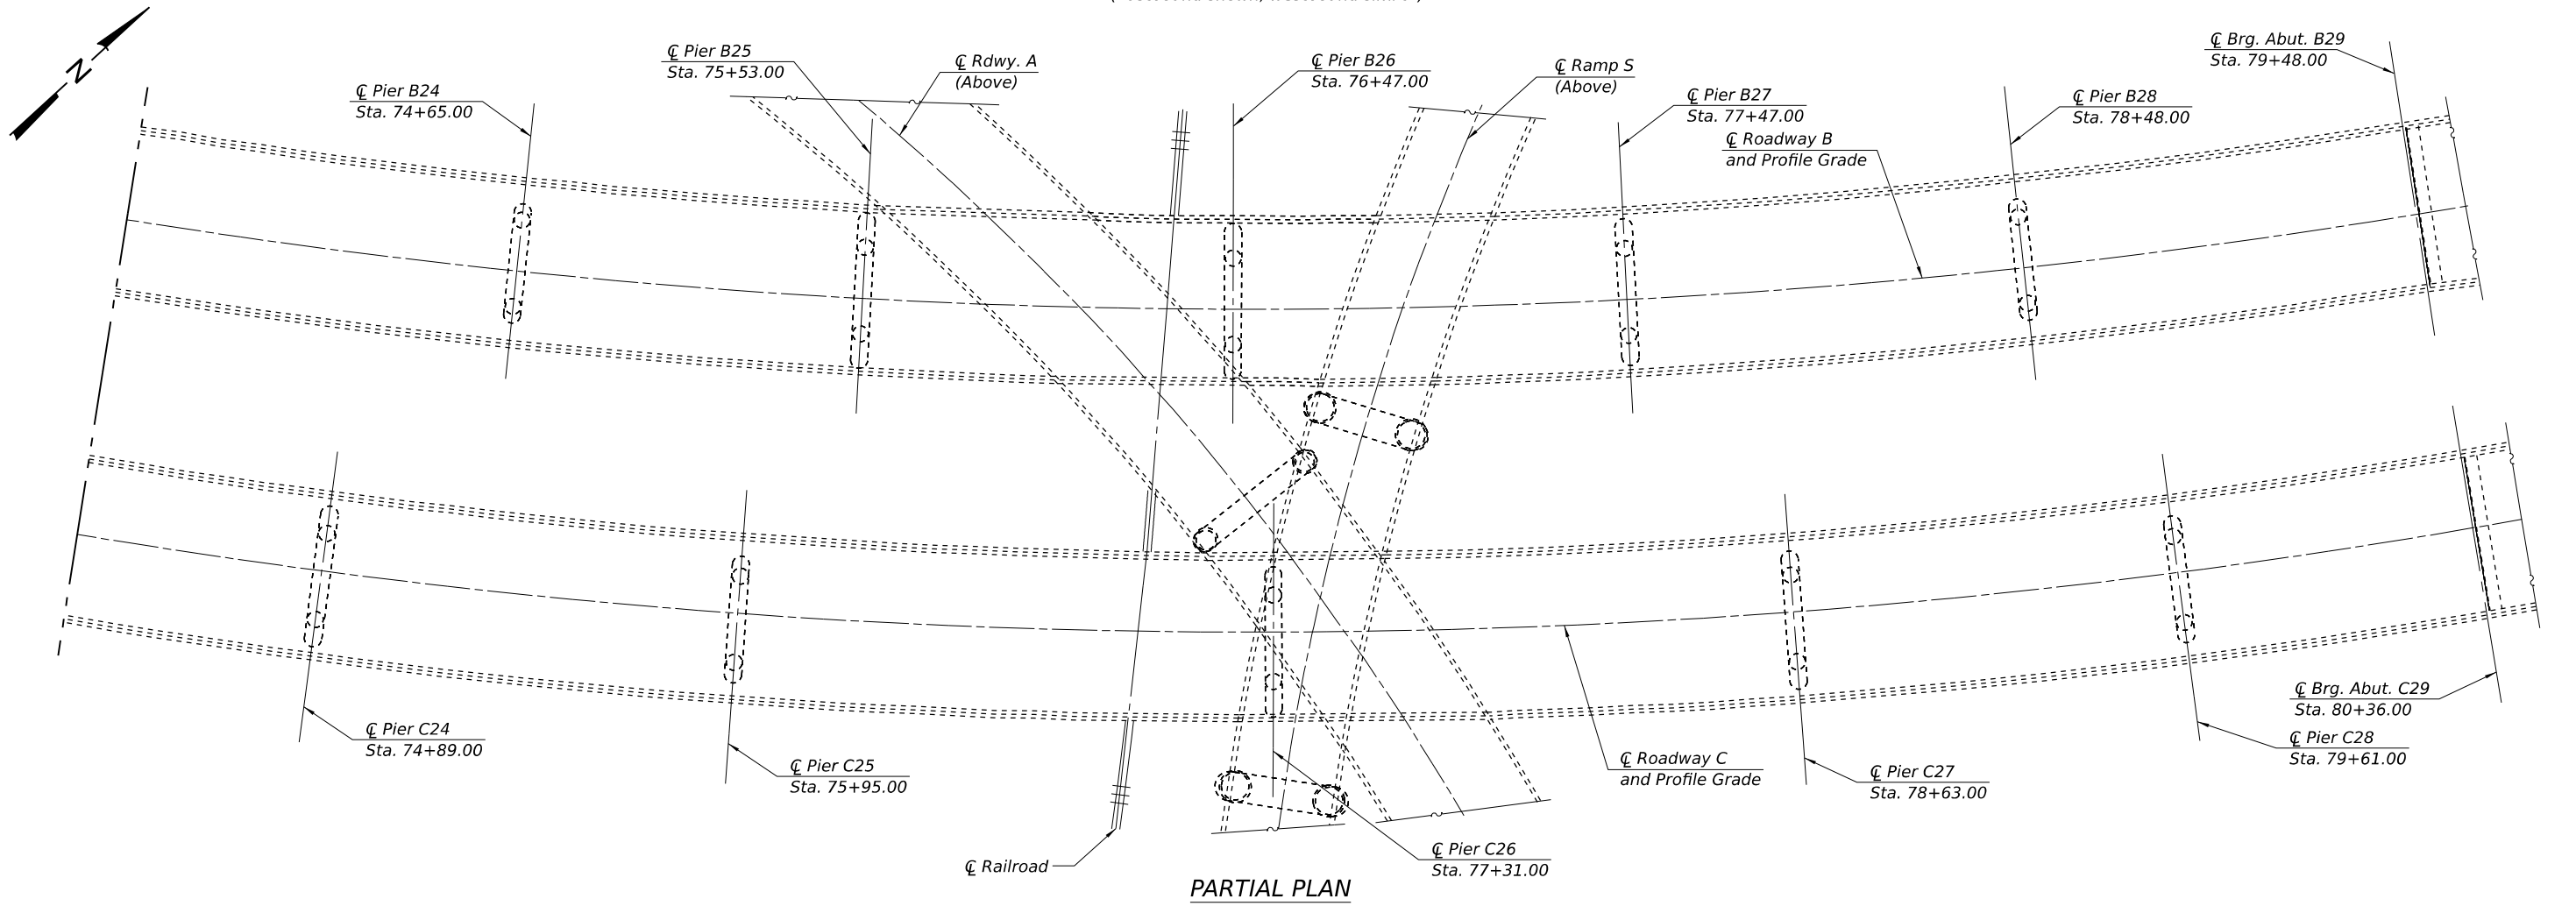 N
℄ Pier B24
Sta. 74+65.00
℄ Pier B25
Sta. 75+53.00
℄ Rdwy. A
(Above)
℄ Pier B26
Sta. 76+47.00
℄ Ramp S
(Above)
℄ Pier B27
Sta. 77+47.00
℄ Roadway B
and Profile Grade
℄ Pier B28
Sta. 78+48.00
℄ Brg. Abut. B29
Sta. 79+48.00
℄ Pier C24
Sta. 74+89.00
℄ Pier C25
Sta. 75+95.00
℄ Railroad
℄ Pier C26
Sta. 77+31.00
℄ Roadway C
and Profile Grade
℄ Pier C27
Sta. 78+63.00
℄ Pier C28
Sta. 79+61.00
℄ Brg. Abut. C29
Sta. 80+36.00
PARTIAL PLAN